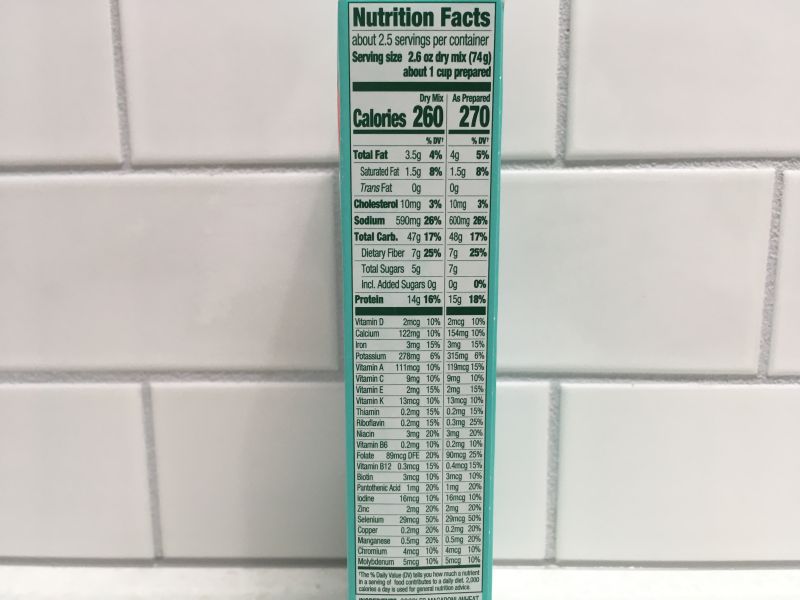 Nutrition Facts
about 2.5 servings per container
Serving size 2.6 oz dry mix (74g)
about 1 cup prepared
Dry Mix As Prepared
Calories 260 270
% DV† % DV†
Total Fat 3.5g 4% 4g 5%
Saturated Fat 1.5g 8% 1.5g 8%
Trans Fat 0g 0g
Cholesterol 10mg 3% 10mg 3%
Sodium 590mg 26% 600mg 26%
Total Carb. 47g 17% 48g 17%
Dietary Fiber 7g 25% 7g 25%
Total Sugars 5g 7g
Incl. Added Sugars 0g 0g 0%
Protein 14g 16% 15g 18%
Vitamin D 2mcg 10% 2mcg 10%
Calcium 122mg 10% 154mg 10%
Iron 3mg 15% 3mg 15%
Potassium 278mg 6% 315mg 6%
Vitamin A 111mcg 10% 119mcg 15%
Vitamin C 9mg 10% 9mg 10%
Vitamin E 2mg 15% 2mg 15%
Vitamin K 13mcg 10% 13mcg 10%
Thiamin 0.2mg 15% 0.2mg 15%
Riboflavin 0.2mg 15% 0.3mg 25%
Niacin 3mg 20% 3mg 20%
Vitamin B6 0.2mg 10% 0.2mg 10%
Folate 89mcg DFE 20% 90mcg 25%
Vitamin B12 0.3mcg 15% 0.4mcg 15%
Biotin 3mcg 10% 3mcg 10%
Pantothenic Acid 1mg 20% 1mg 20%
Iodine 16mcg 10% 16mcg 10%
Zinc 2mg 20% 2mg 20%
Selenium 29mcg 50% 29mcg 50%
Copper 0.2mg 20% 0.2mg 20%
Manganese 0.5mg 20% 0.5mg 20%
Chromium 4mcg 10% 4mcg 10%
Molybdenum 5mcg 10% 5mcg 10%
†The % Daily Value (DV) tells you how much a nutrient
in a serving of food contributes to a daily diet. 2,000
calories a day is used for general nutrition advice.